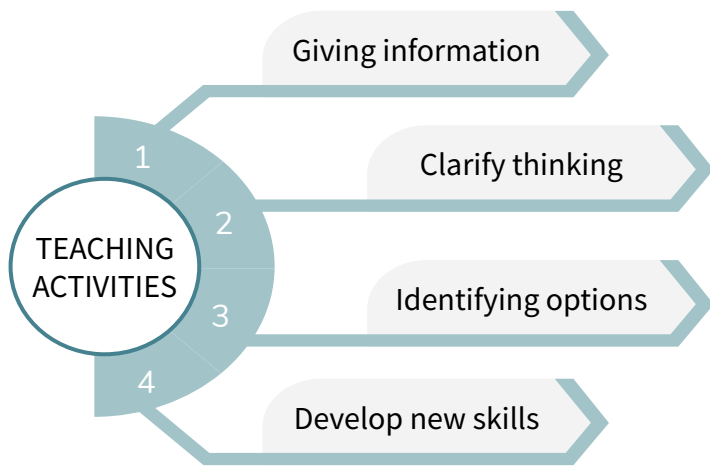 TEACHING
ACTIVITIES
1
Giving information
2
Clarify thinking
3
Identifying options
4
Develop new skills